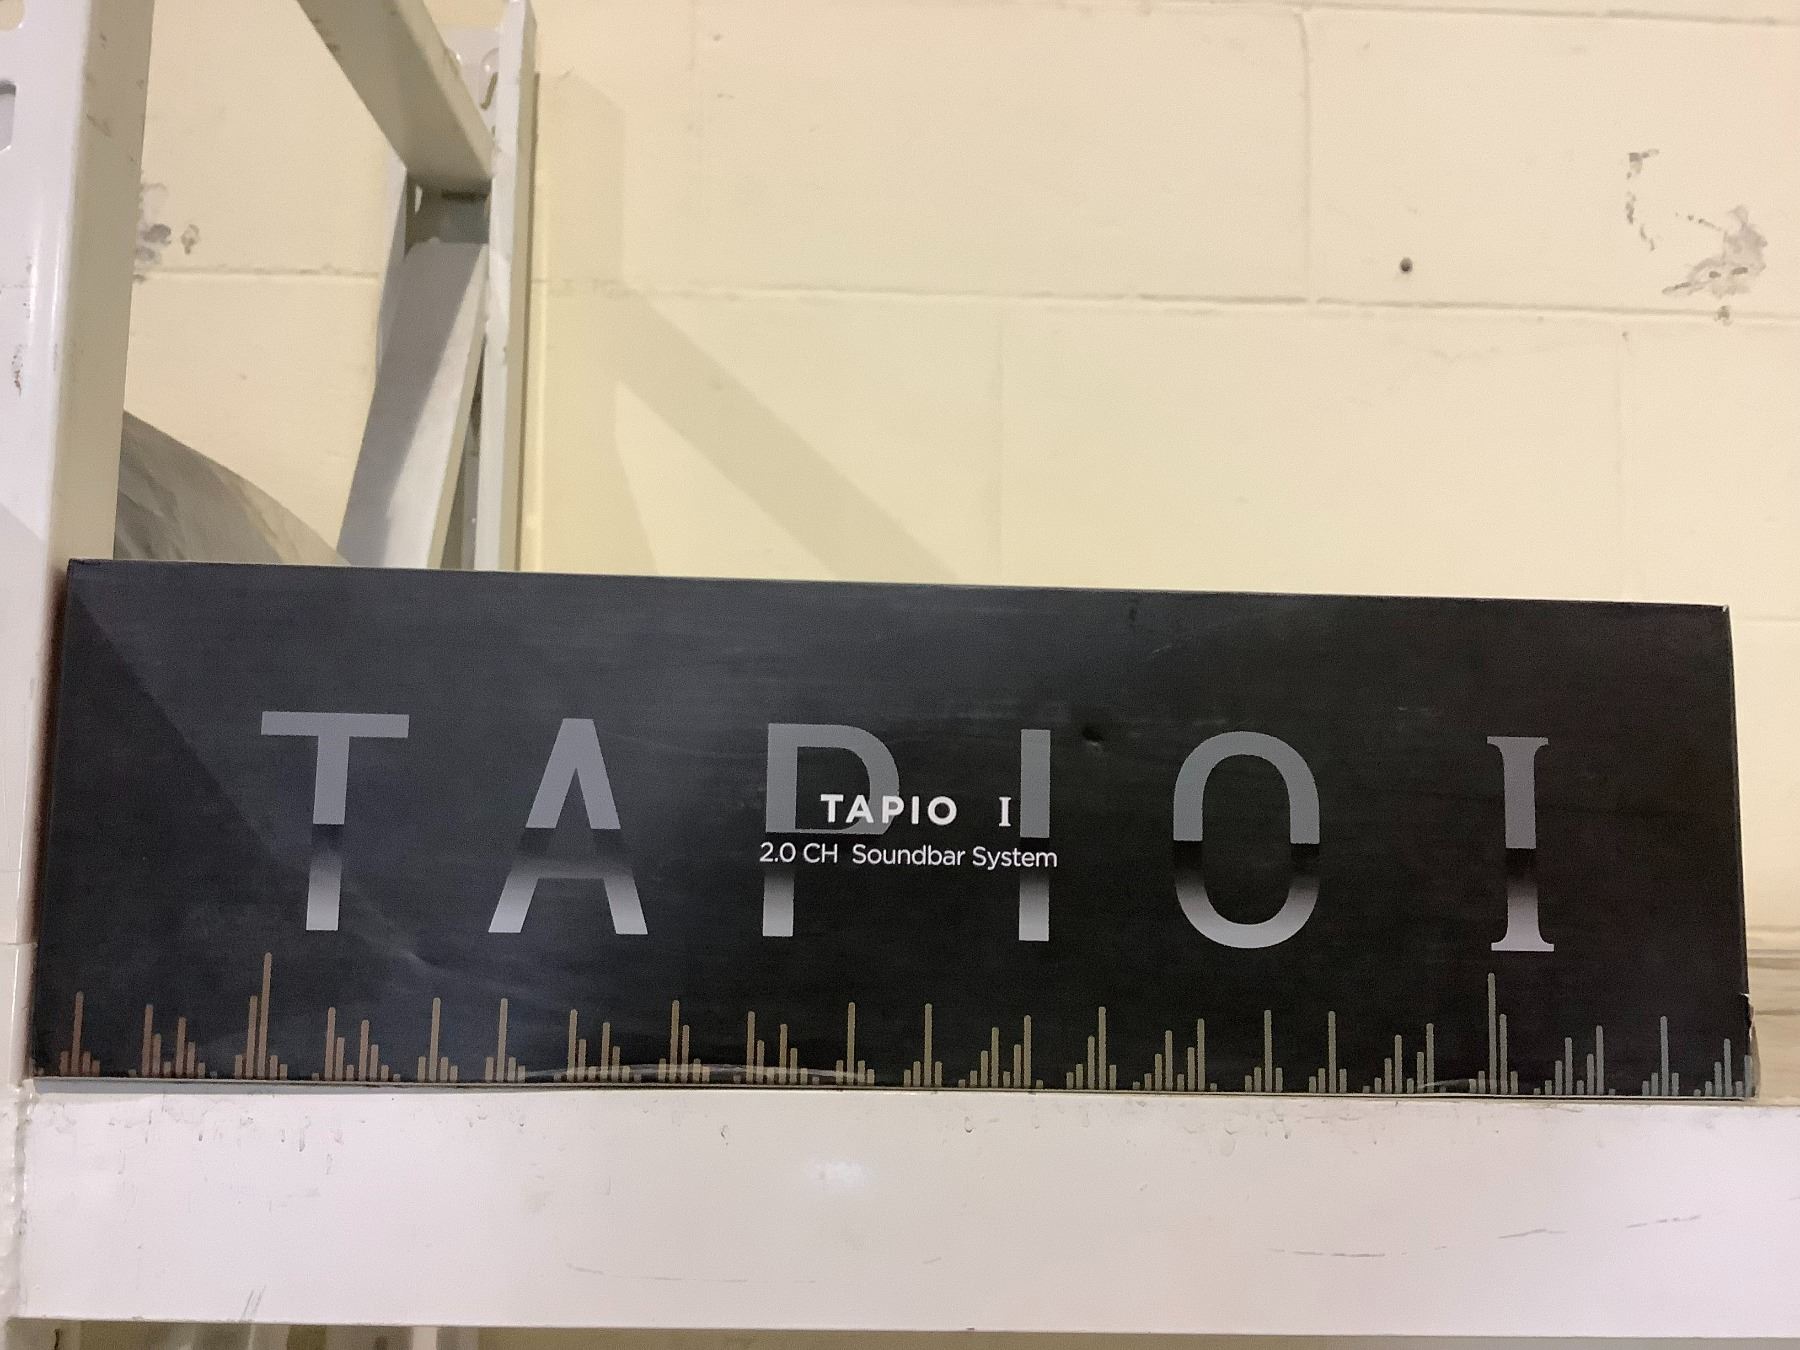 TAPIO I
TAPIO I
2.0 CH Soundbar System